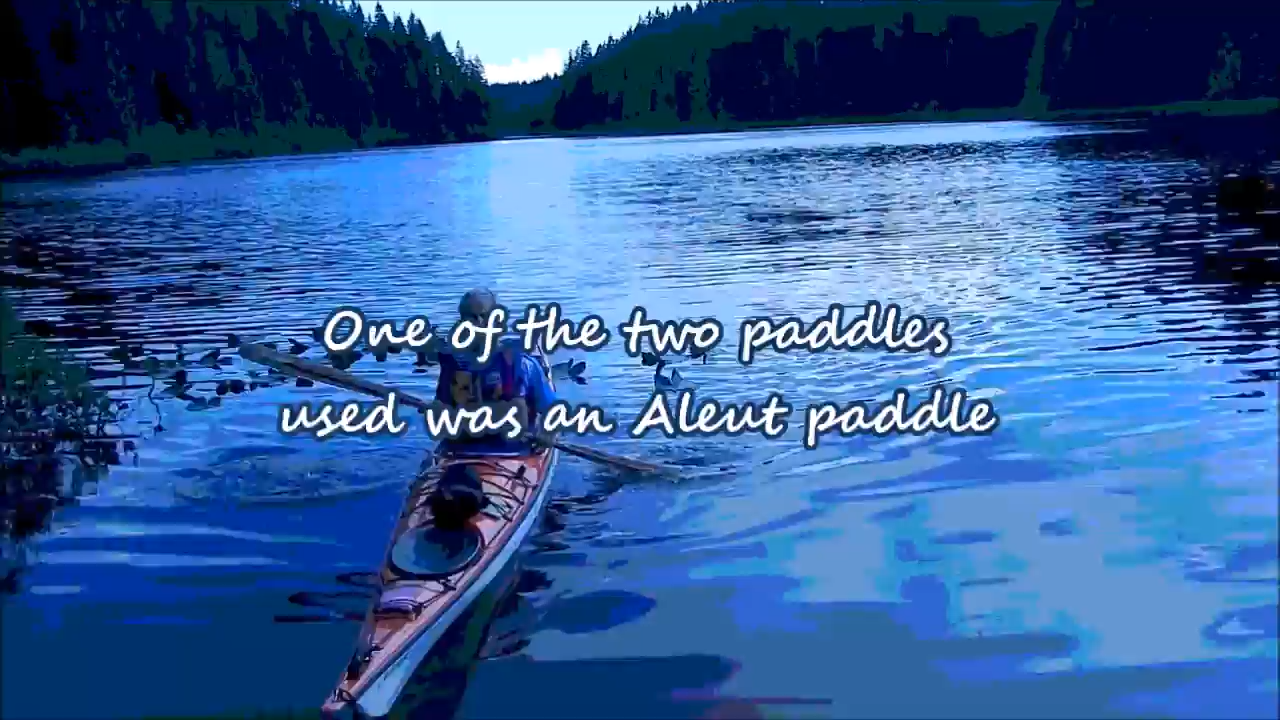 One of the two paddles
used was an Aleut paddle